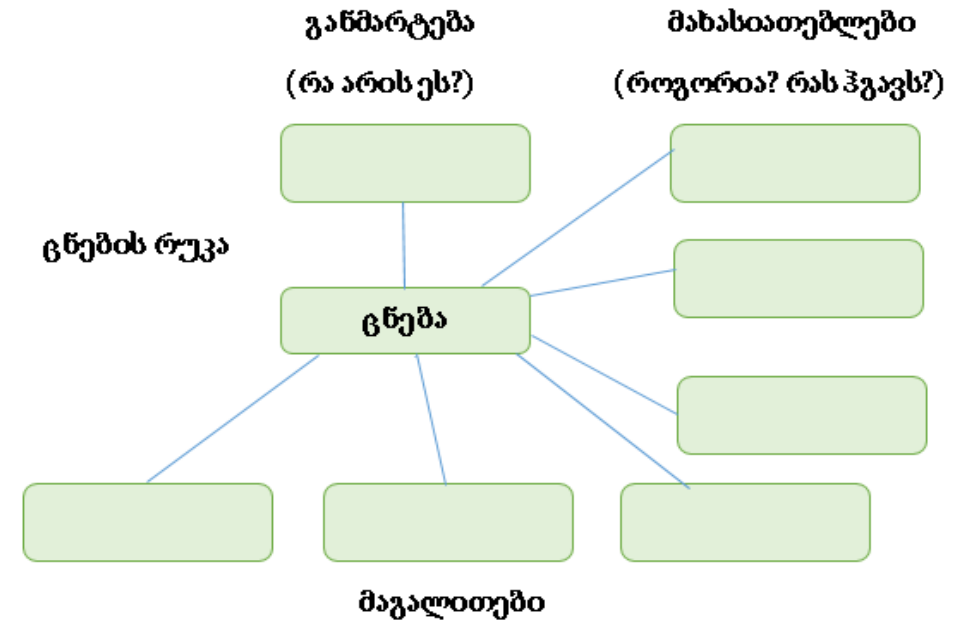 განმარტება
(რა არის ეს?)
მახასიათებლები
(როგორია? რას ჰგავს?)
ცნების რუკა
ცნება
მაგალითები